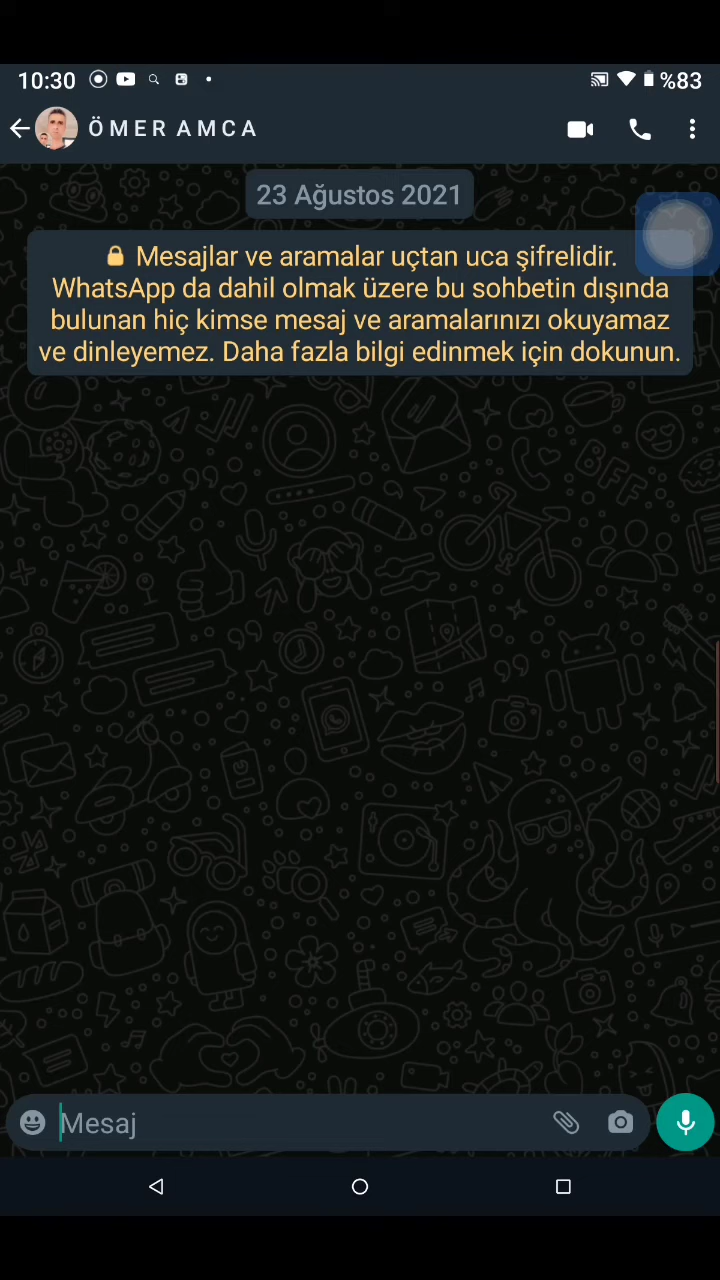 10:30 %83
ÖMER AMCA
23 Ağustos 2021
Mesajlar ve aramalar uçtan uca şifrelidir.
WhatsApp da dahil olmak üzere bu sohbetin dışında
bulunan hiç kimse mesaj ve aramalarınızı okuyamaz
ve dinleyemez. Daha fazla bilgi edinmek için dokunun.
BFF
Mesaj